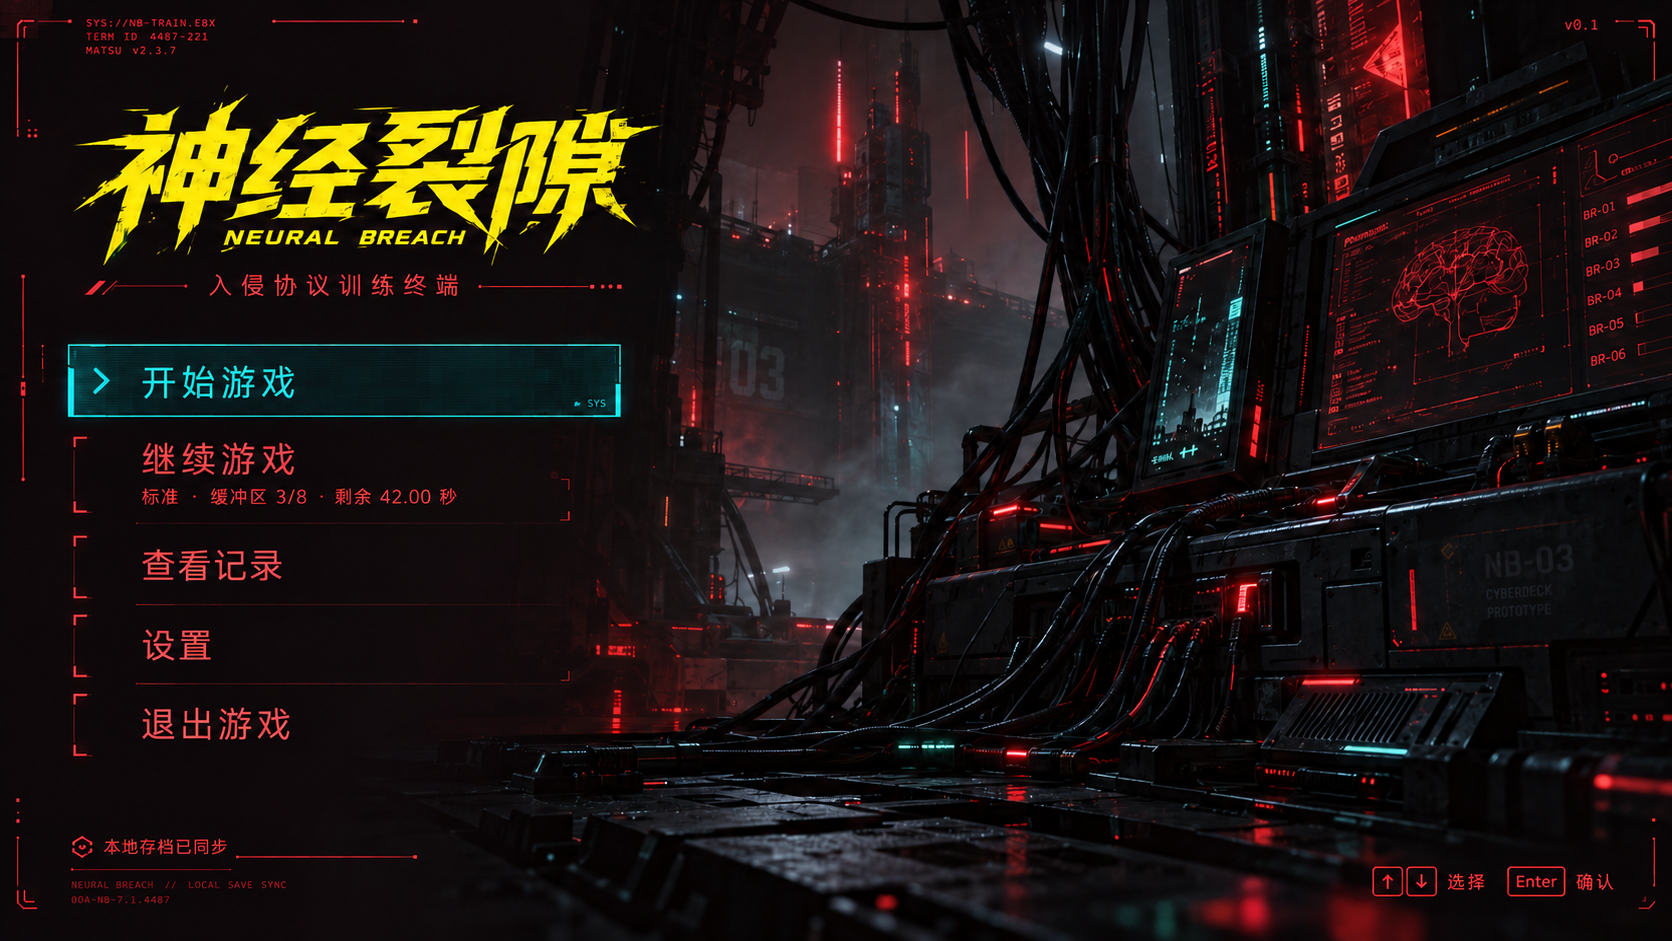 SYS://NB-TRAIN.E8X
TERM ID 4487-221
MATSU v2.3.7
v0.1
神经裂隙
NEURAL BREACH
入侵协议训练终端
开始游戏
SYS
继续游戏
标准 · 缓冲区 3/8 · 剩余 42.00 秒
查看记录
设置
退出游戏
03
BR-01
BR-02
BR-03
BR-04
BR-05
BR-06
NB-03
CYBERDECK
PROTOTYPE
本地存档已同步
NEURAL BREACH // LOCAL SAVE SYNC
00A-NB-7.1.4487
↑ ↓ 选择 Enter 确认